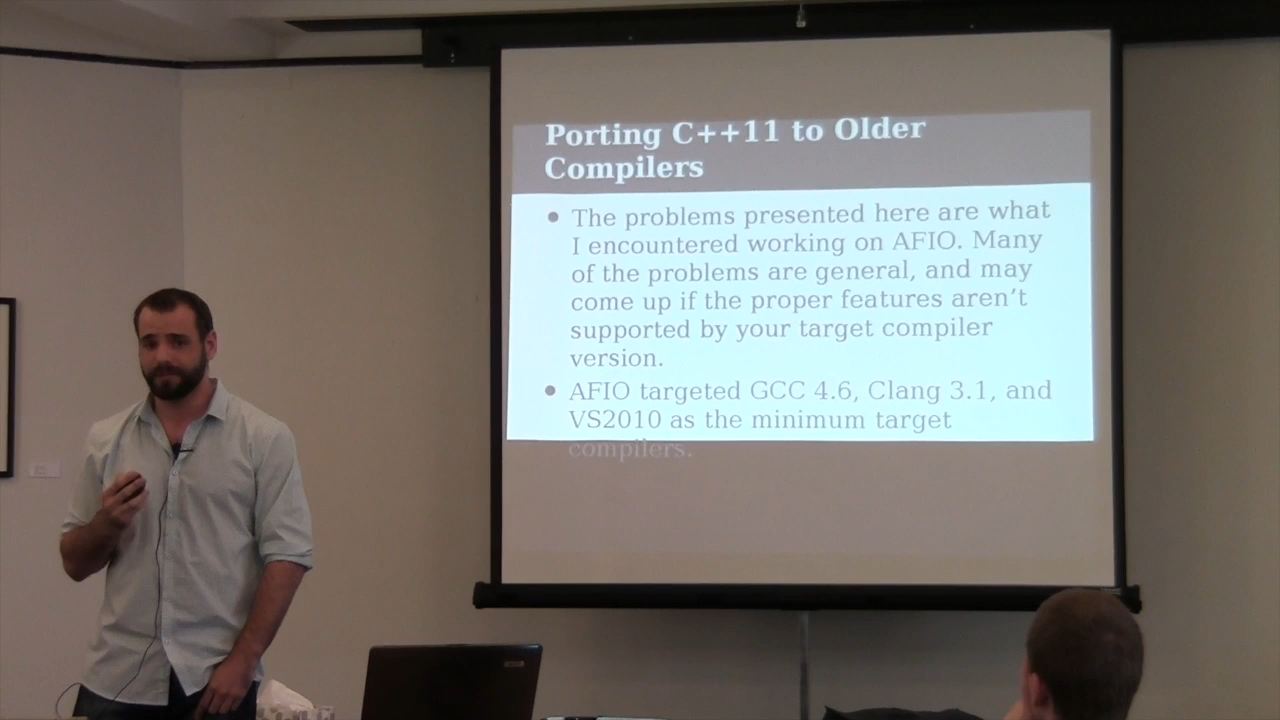 Porting C++11 to Older
Compilers
• The problems presented here are what
I encountered working on AFIO. Many
of the problems are general, and may
come up if the proper features aren’t
supported by your target compiler
version.
• AFIO targeted GCC 4.6, Clang 3.1, and
VS2010 as the minimum target
compilers.